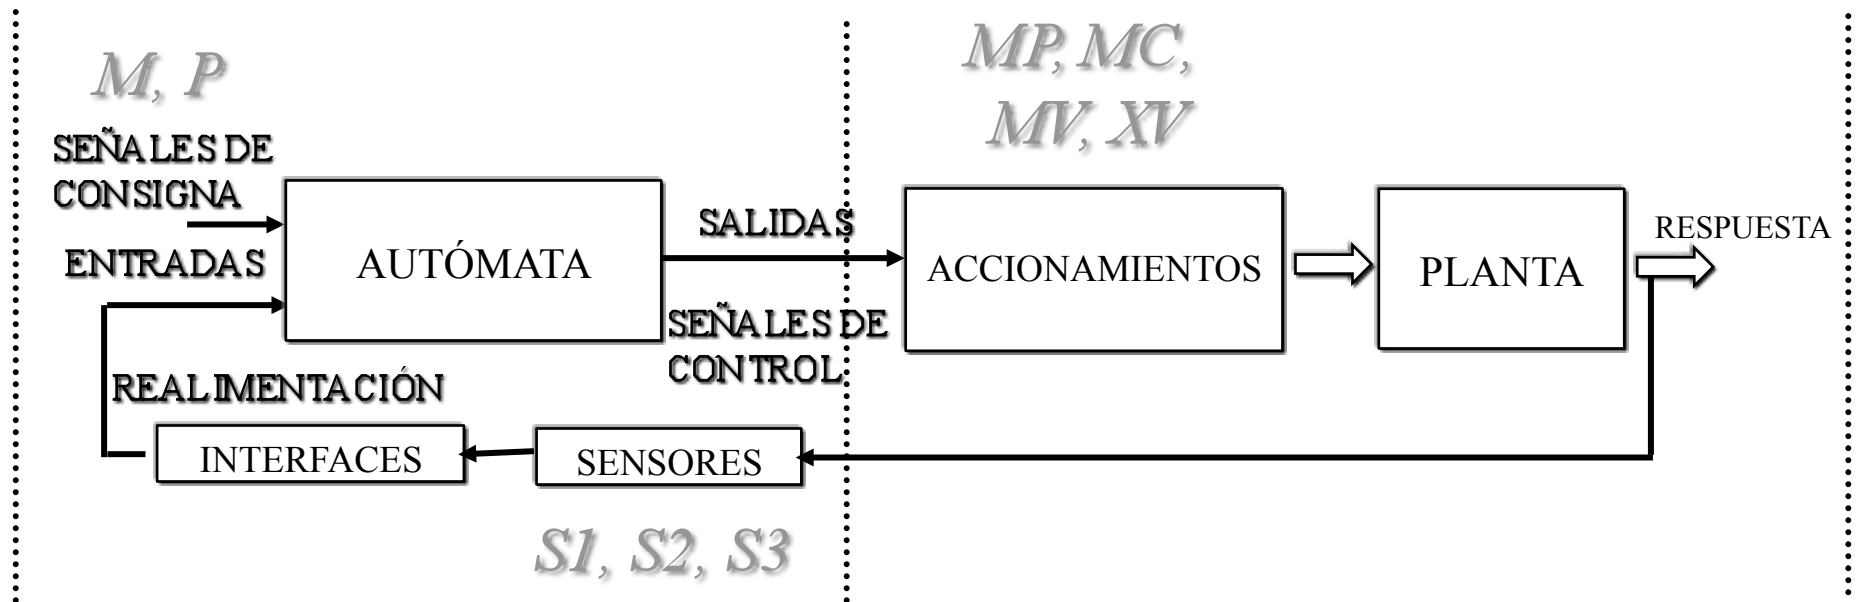 M, P
MP, MC,
MV, XV
SEÑALES DE
CONSIGNA
ENTRADAS
AUTÓMATA
SALIDAS
SEÑALES DE
CONTROL
ACCIONAMIENTOS
PLANTA
RESPUESTA
REALIMENTACIÓN
INTERFACES
SENSORES
S1, S2, S3